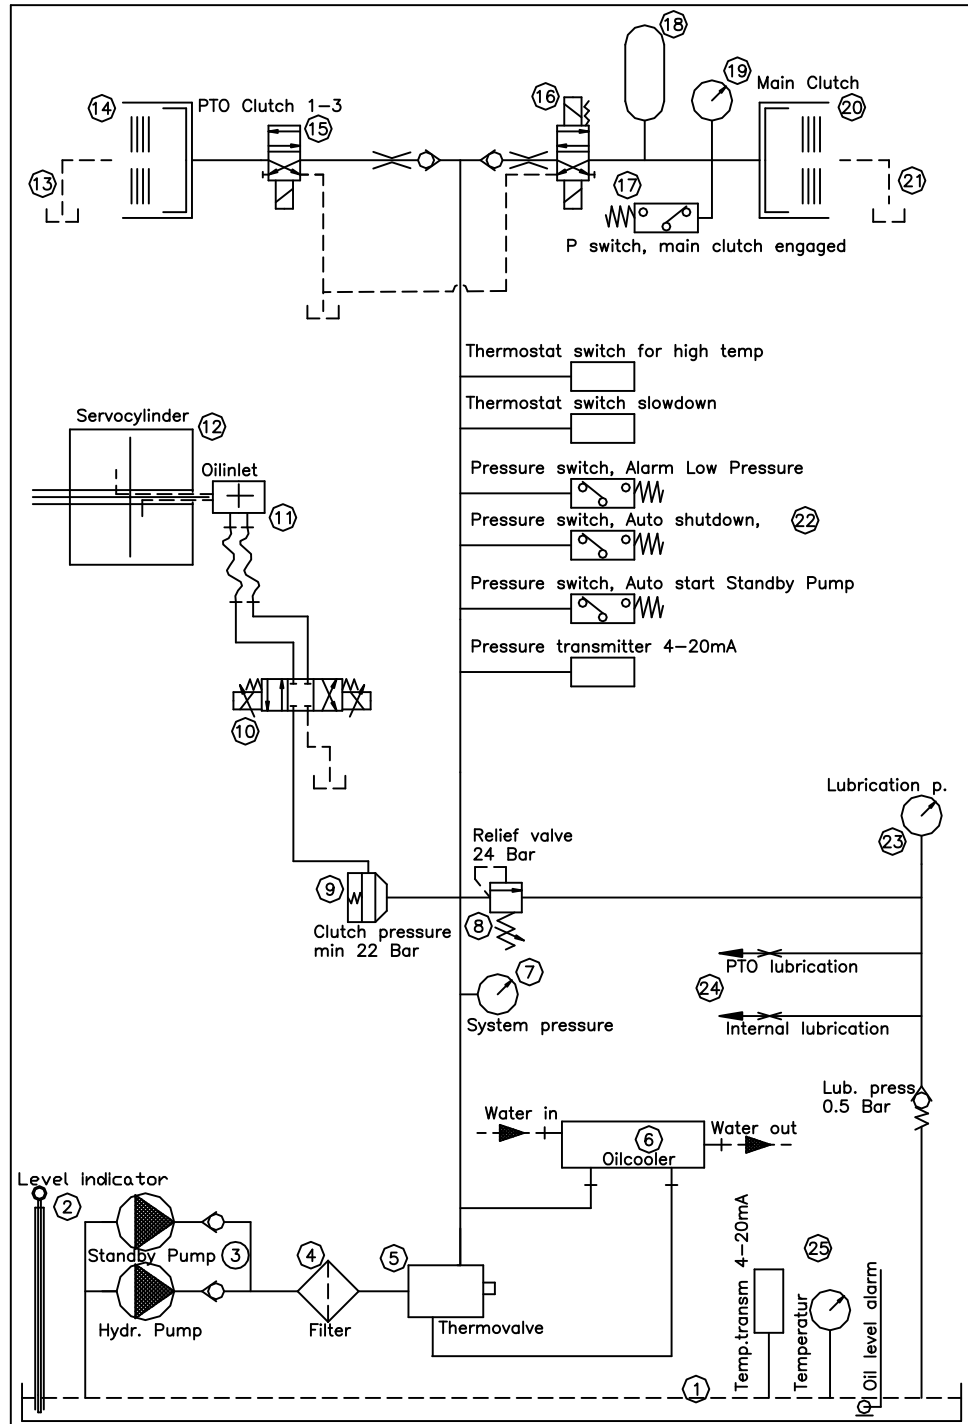 18
19
Main Clutch
16
14
PTO Clutch 1-3
15
20
13
17
21
P switch, main clutch engaged
Thermostat switch for high temp
Thermostat switch slowdown
Servocylinder
12
Oilinlet
11
Pressure switch, Alarm Low Pressure
Pressure switch, Auto shutdown,
22
Pressure switch, Auto start Standby Pump
Pressure transmitter 4-20mA
10
Lubrication p.
23
Relief valve
24 Bar
9
8
Clutch pressure
min 22 Bar
7
System pressure
PTO lubrication
24
Internal lubrication
Lub. press
0.5 Bar
Water in
6
Water out
Oilcooler
Level indicator
2
Standby Pump
3
4
5
Hydr. Pump
Filter
Thermovalve
25
Temp.transm 4-20mA
Temperatur
Oil level alarm
1